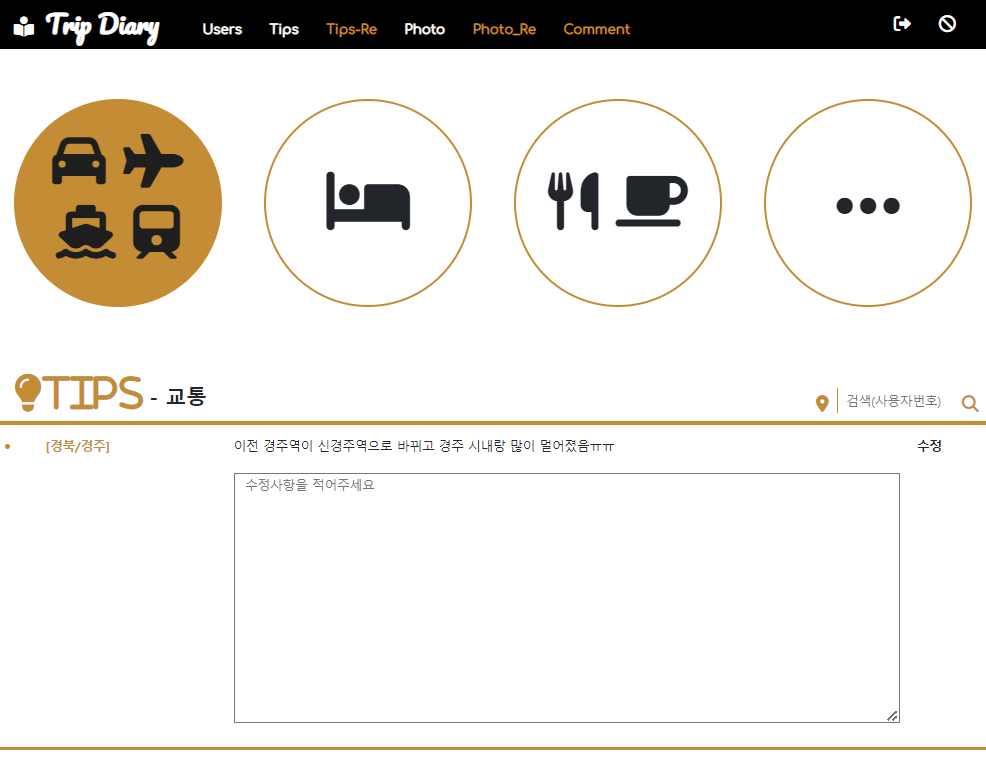 Trip Diary Users Tips Tips-Re Photo Photo_Re Comment
TIPS - 교통
검색(사용자번호)
[경북/경주] 이전 경주역이 신경주역으로 바뀌고 경주 시내랑 많이 멀어졌음ㅠㅠ 수정
수정사항을 적어주세요